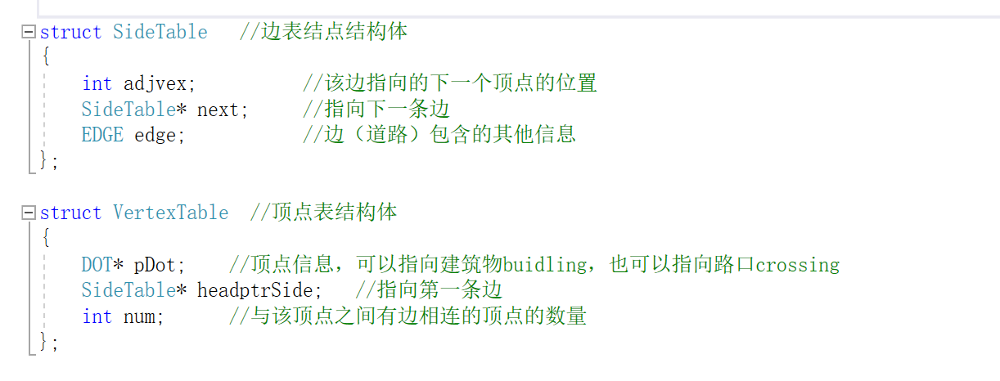 struct SideTable //边表结点结构体
{
int adjvex; //该边指向的下一个顶点的位置
SideTable* next; //指向下一条边
EDGE edge; //边（道路）包含的其他信息
};
struct VertexTable //顶点表结构体
{
DOT* pDot; //顶点信息，可以指向建筑物buidling，也可以指向路口crossing
SideTable* headptrSide; //指向第一条边
int num; //与该顶点之间有边相连的顶点的数量
};